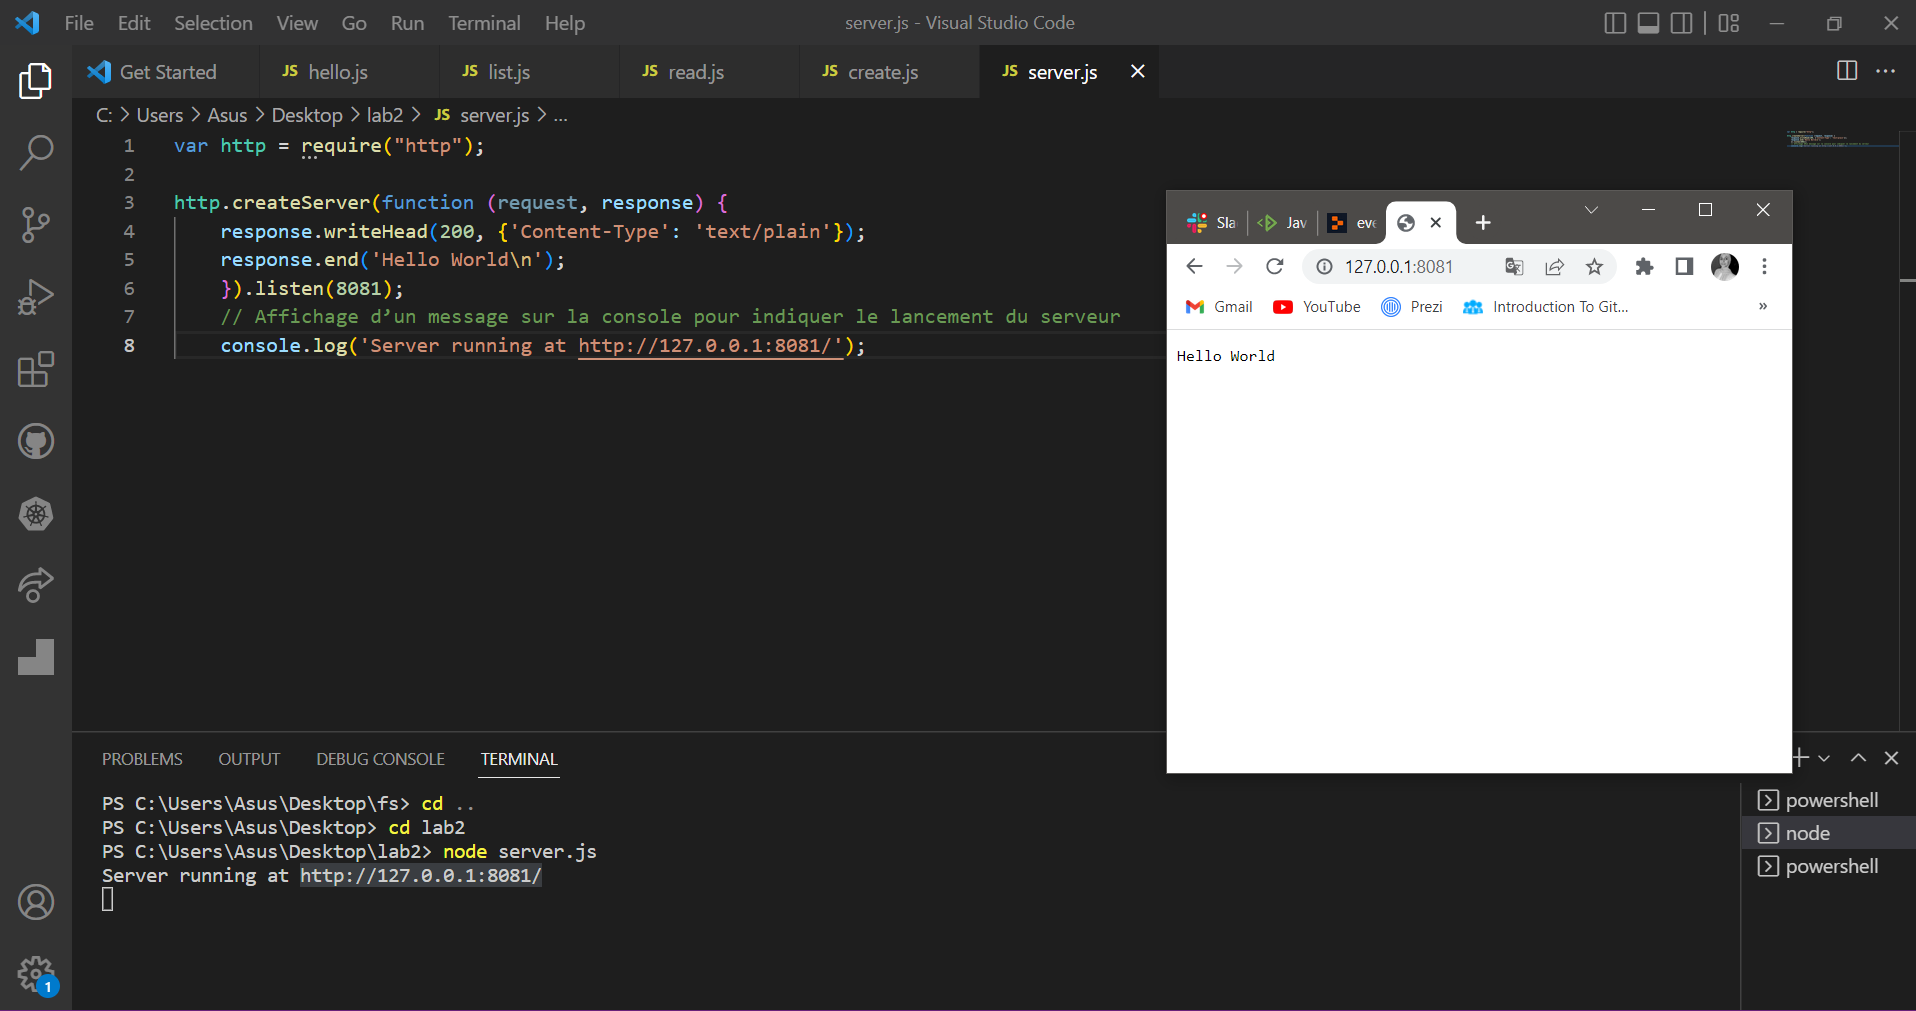 File Edit Selection View Go Run Terminal Help server.js - Visual Studio Code
Get Started JS hello.js JS list.js JS read.js JS create.js JS server.js
C: > Users > Asus > Desktop > lab2 > JS server.js > ...
1 var http = require("http");
2
3 http.createServer(function (request, response) {
4 response.writeHead(200, {'Content-Type': 'text/plain'});
5 response.end('Hello World\n');
6 }).listen(8081);
7 // Affichage d’un message sur la console pour indiquer le lancement du serveur
8 console.log('Server running at http://127.0.0.1:8081/');
Sla Jav eve
127.0.0.1:8081
Gmail YouTube Prezi Introduction To Git... »
Hello World
PROBLEMS OUTPUT DEBUG CONSOLE TERMINAL
PS C:\Users\Asus\Desktop\fs> cd ..
PS C:\Users\Asus\Desktop> cd lab2
PS C:\Users\Asus\Desktop\lab2> node server.js
Server running at http://127.0.0.1:8081/
powershell
node
powershell
1